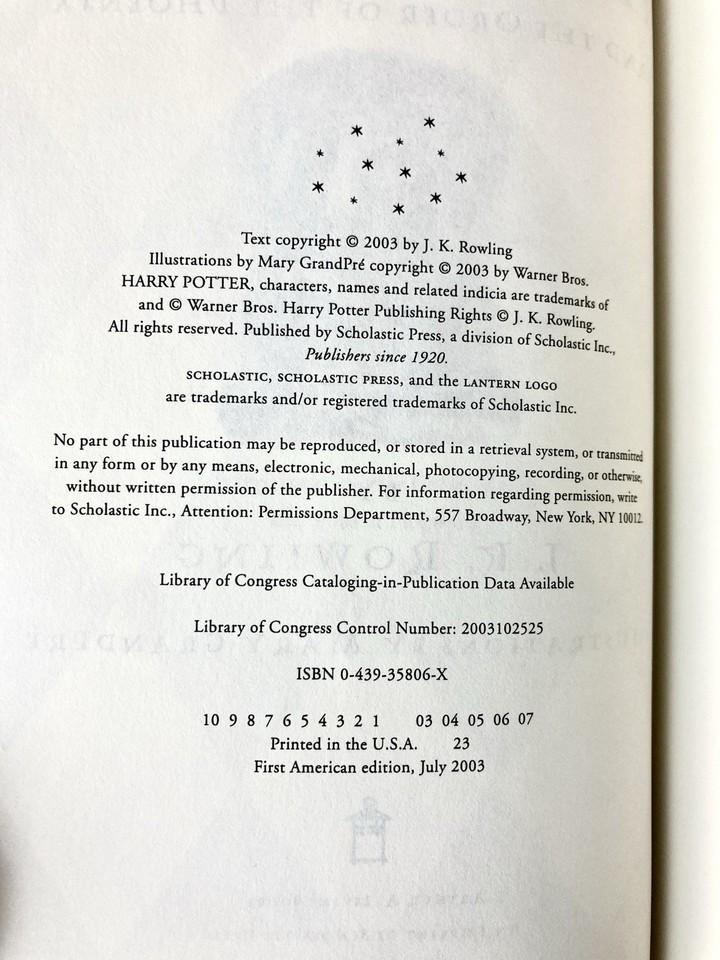 Text copyright © 2003 by J. K. Rowling
Illustrations by Mary GrandPré copyright © 2003 by Warner Bros.
HARRY POTTER, characters, names and related indicia are trademarks of
and © Warner Bros. Harry Potter Publishing Rights © J. K. Rowling.
All rights reserved. Published by Scholastic Press, a division of Scholastic Inc.,
Publishers since 1920.
SCHOLASTIC, SCHOLASTIC PRESS, and the LANTERN LOGO
are trademarks and/or registered trademarks of Scholastic Inc.
No part of this publication may be reproduced, or stored in a retrieval system, or transmitted
in any form or by any means, electronic, mechanical, photocopying, recording, or otherwise,
without written permission of the publisher. For information regarding permission, write
to Scholastic Inc., Attention: Permissions Department, 557 Broadway, New York, NY 10012.
Library of Congress Cataloging-in-Publication Data Available
Library of Congress Control Number: 2003102525
ISBN 0-439-35806-X
10 9 8 7 6 5 4 3 2 1 03 04 05 06 07
Printed in the U.S.A. 23
First American edition, July 2003